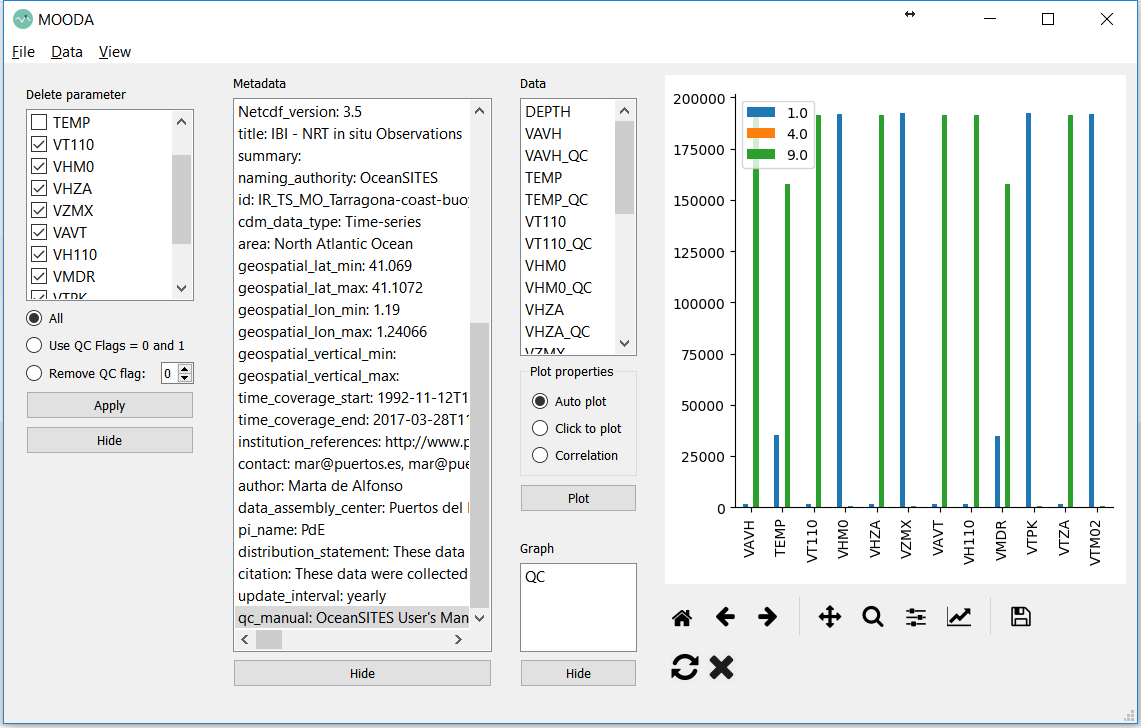 MOODA
File Data View
Delete parameter
TEMP
VT110
VHM0
VHZA
VZMX
VAVT
VH110
VMDR
VTPK
All
Use QC Flags = 0 and 1
Remove QC flag: 0
Apply
Hide
Metadata
Netcdf_version: 3.5
title: IBI - NRT in situ Observations
summary:
naming_authority: OceanSITES
id: IR_TS_MO_Tarragona-coast-buoy
cdm_data_type: Time-series
area: North Atlantic Ocean
geospatial_lat_min: 41.069
geospatial_lat_max: 41.1072
geospatial_lon_min: 1.19
geospatial_lon_max: 1.24066
geospatial_vertical_min:
geospatial_vertical_max:
time_coverage_start: 1992-11-12T1
time_coverage_end: 2017-03-28T11
institution_references: http://www.p
contact: mar@puertos.es, mar@pue
author: Marta de Alfonso
data_assembly_center: Puertos del
pi_name: PdE
distribution_statement: These data
citation: These data were collected
update_interval: yearly
qc_manual: OceanSITES User's Man
Hide
Data
DEPTH
VAVH
VAVH_QC
TEMP
TEMP_QC
VT110
VT110_QC
VHM0
VHM0_QC
VHZA
VHZA_QC
VZMX
Plot properties
Auto plot
Click to plot
Correlation
Plot
Graph
QC
Hide
200000
175000
150000
125000
100000
75000
50000
25000
0
1.0
4.0
9.0
VAVH
TEMP
VT110
VHM0
VHZA
VZMX
VAVT
VH110
VMDR
VTPK
VTZA
VTM02